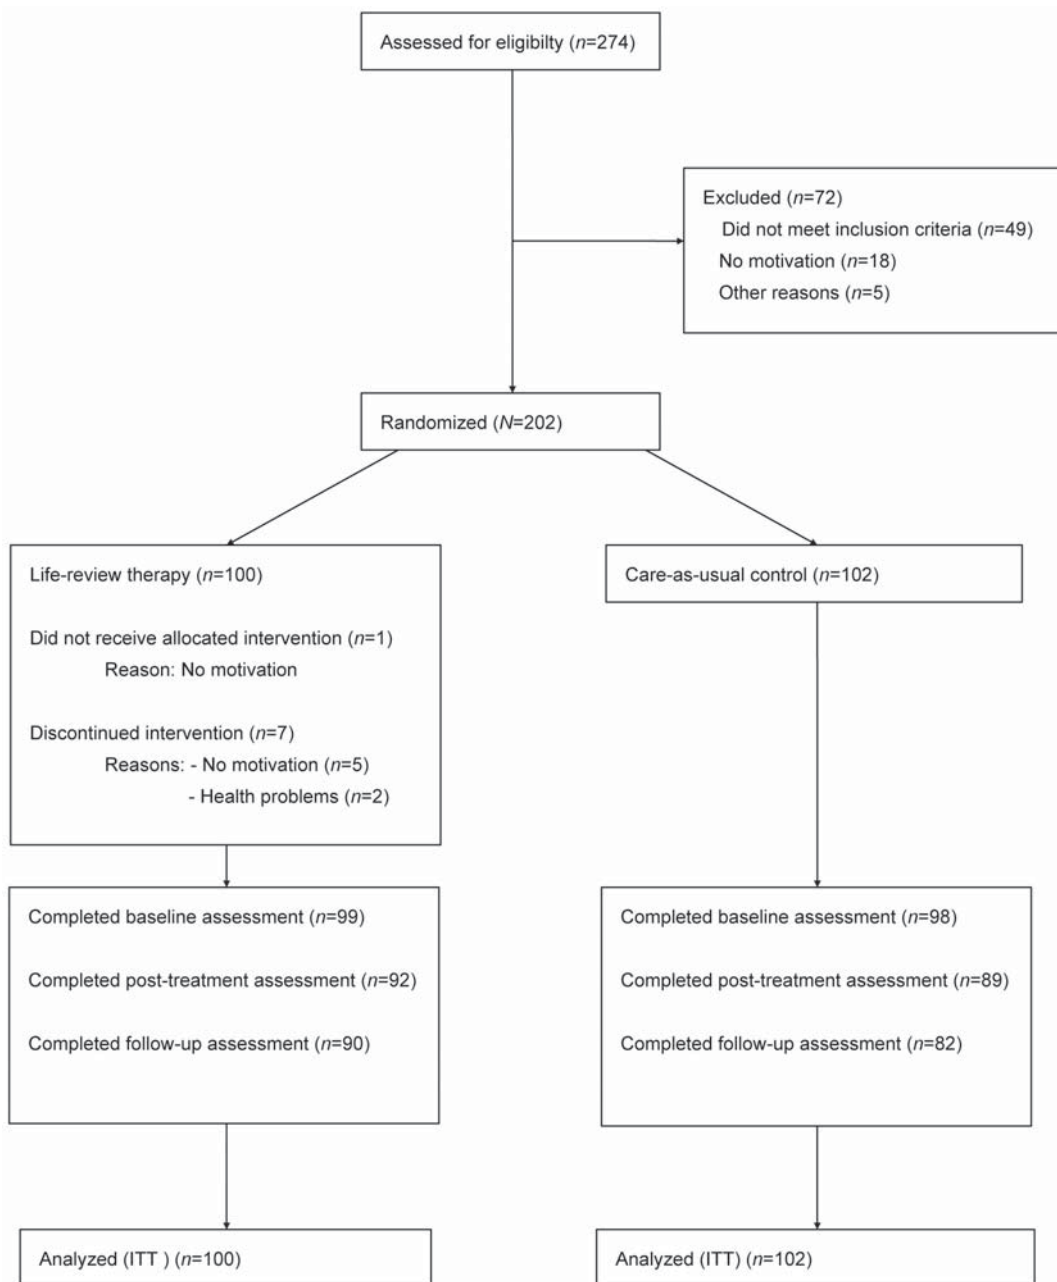 Assessed for eligibilty (n=274)
Excluded (n=72)
Did not meet inclusion criteria (n=49)
No motivation (n=18)
Other reasons (n=5)
Randomized (N=202)
Life-review therapy (n=100)
Did not receive allocated intervention (n=1)
Reason: No motivation
Discontinued intervention (n=7)
Reasons: - No motivation (n=5)
- Health problems (n=2)
Care-as-usual control (n=102)
Completed baseline assessment (n=99)
Completed post-treatment assessment (n=92)
Completed follow-up assessment (n=90)
Completed baseline assessment (n=98)
Completed post-treatment assessment (n=89)
Completed follow-up assessment (n=82)
Analyzed (ITT ) (n=100)
Analyzed (ITT) (n=102)